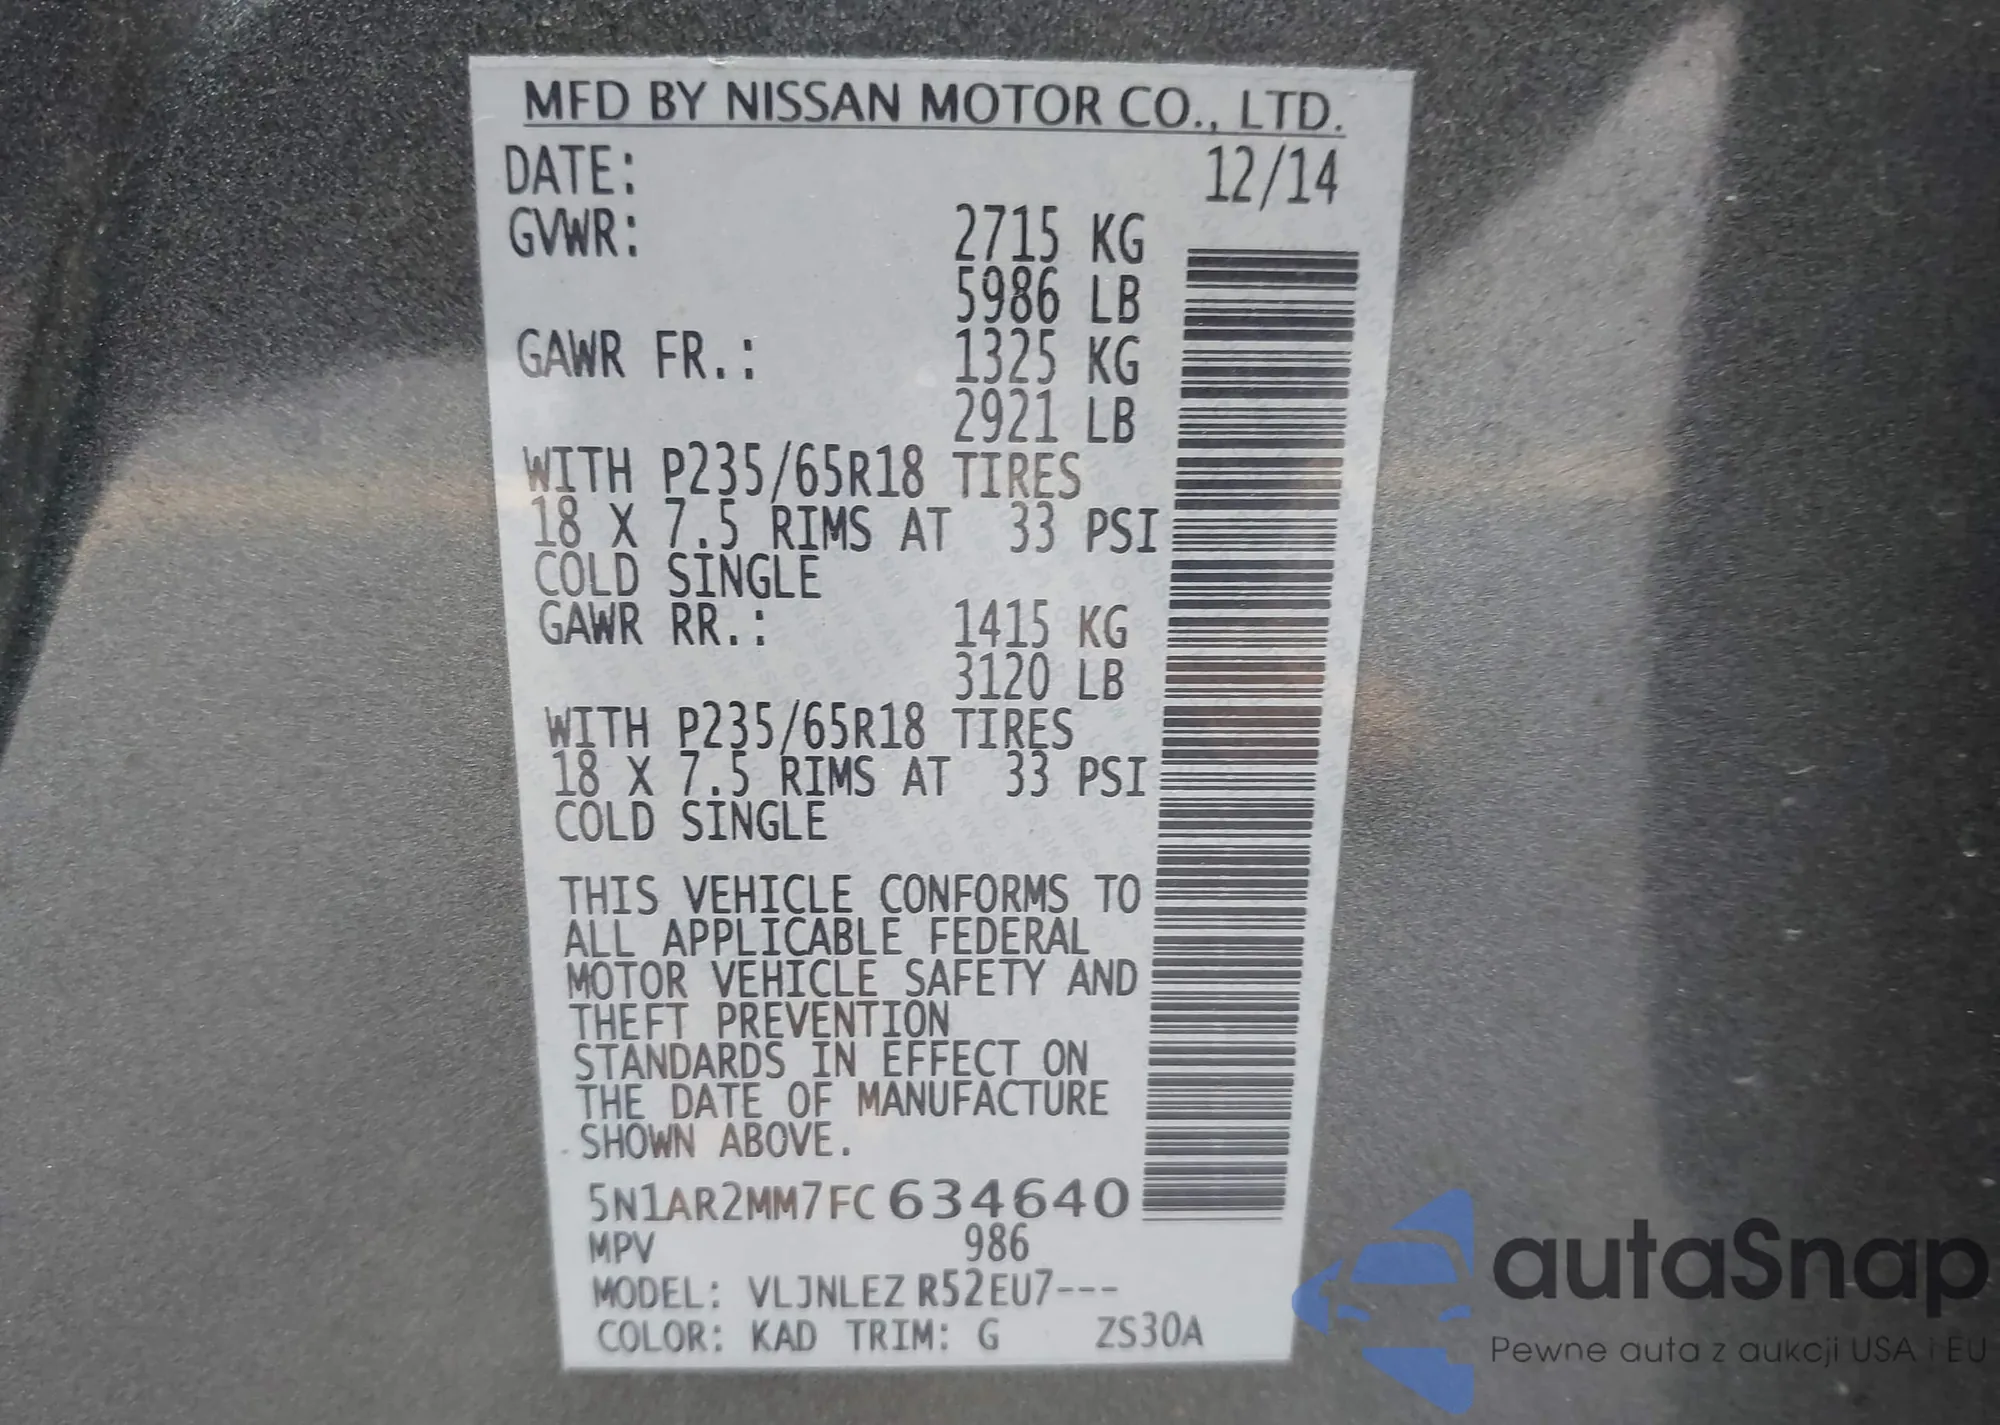 MFD BY NISSAN MOTOR CO., LTD.
DATE: 12/14
GVWR: 2715 KG
5986 LB
GAWR FR.: 1325 KG
2921 LB
WITH P235/65R18 TIRES
18 X 7.5 RIMS AT 33 PSI
COLD SINGLE
GAWR RR.: 1415 KG
3120 LB
WITH P235/65R18 TIRES
18 X 7.5 RIMS AT 33 PSI
COLD SINGLE
THIS VEHICLE CONFORMS TO
ALL APPLICABLE FEDERAL
MOTOR VEHICLE SAFETY AND
THEFT PREVENTION
STANDARDS IN EFFECT ON
THE DATE OF MANUFACTURE
SHOWN ABOVE.
5N1AR2MM7FC634640
MPV 986
MODEL: VLJNLEZ R52EU7---
COLOR: KAD TRIM: G ZS30A
autaSnap
Pewne auta z aukcji USA i EU